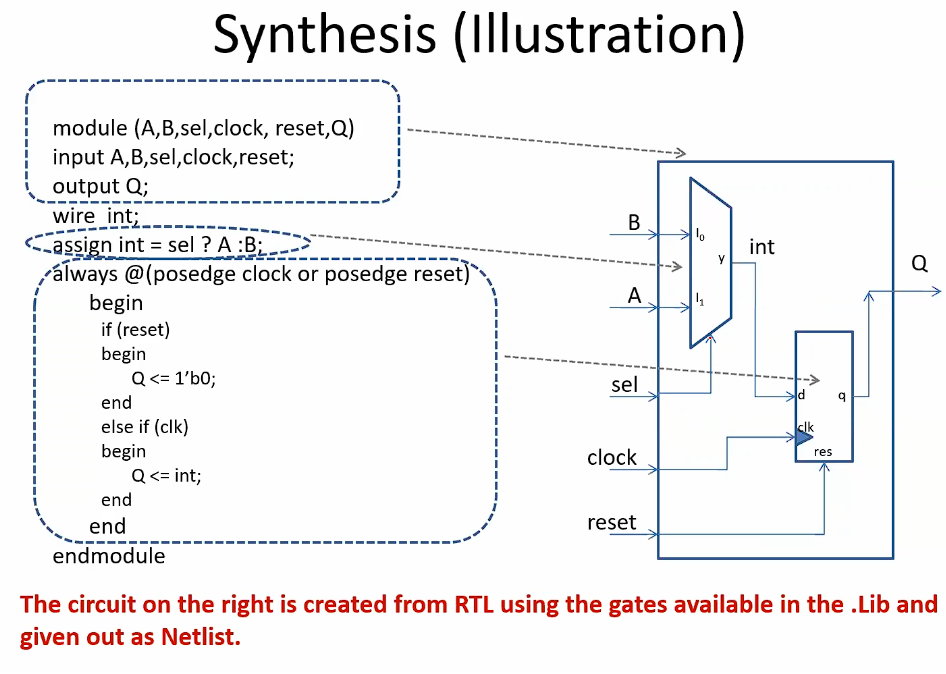 Synthesis (Illustration)
module (A,B,sel,clock, reset,Q)
input A,B,sel,clock,reset;
output Q;
wire int;
assign int = sel ? A :B;
always @(posedge clock or posedge reset)
begin
if (reset)
begin
Q <= 1’b0;
end
else if (clk)
begin
Q <= int;
end
end
endmodule
B
I0
y
int
A
I1
Q
sel
d
q
clk
res
clock
reset
The circuit on the right is created from RTL using the gates available in the .Lib and
given out as Netlist.